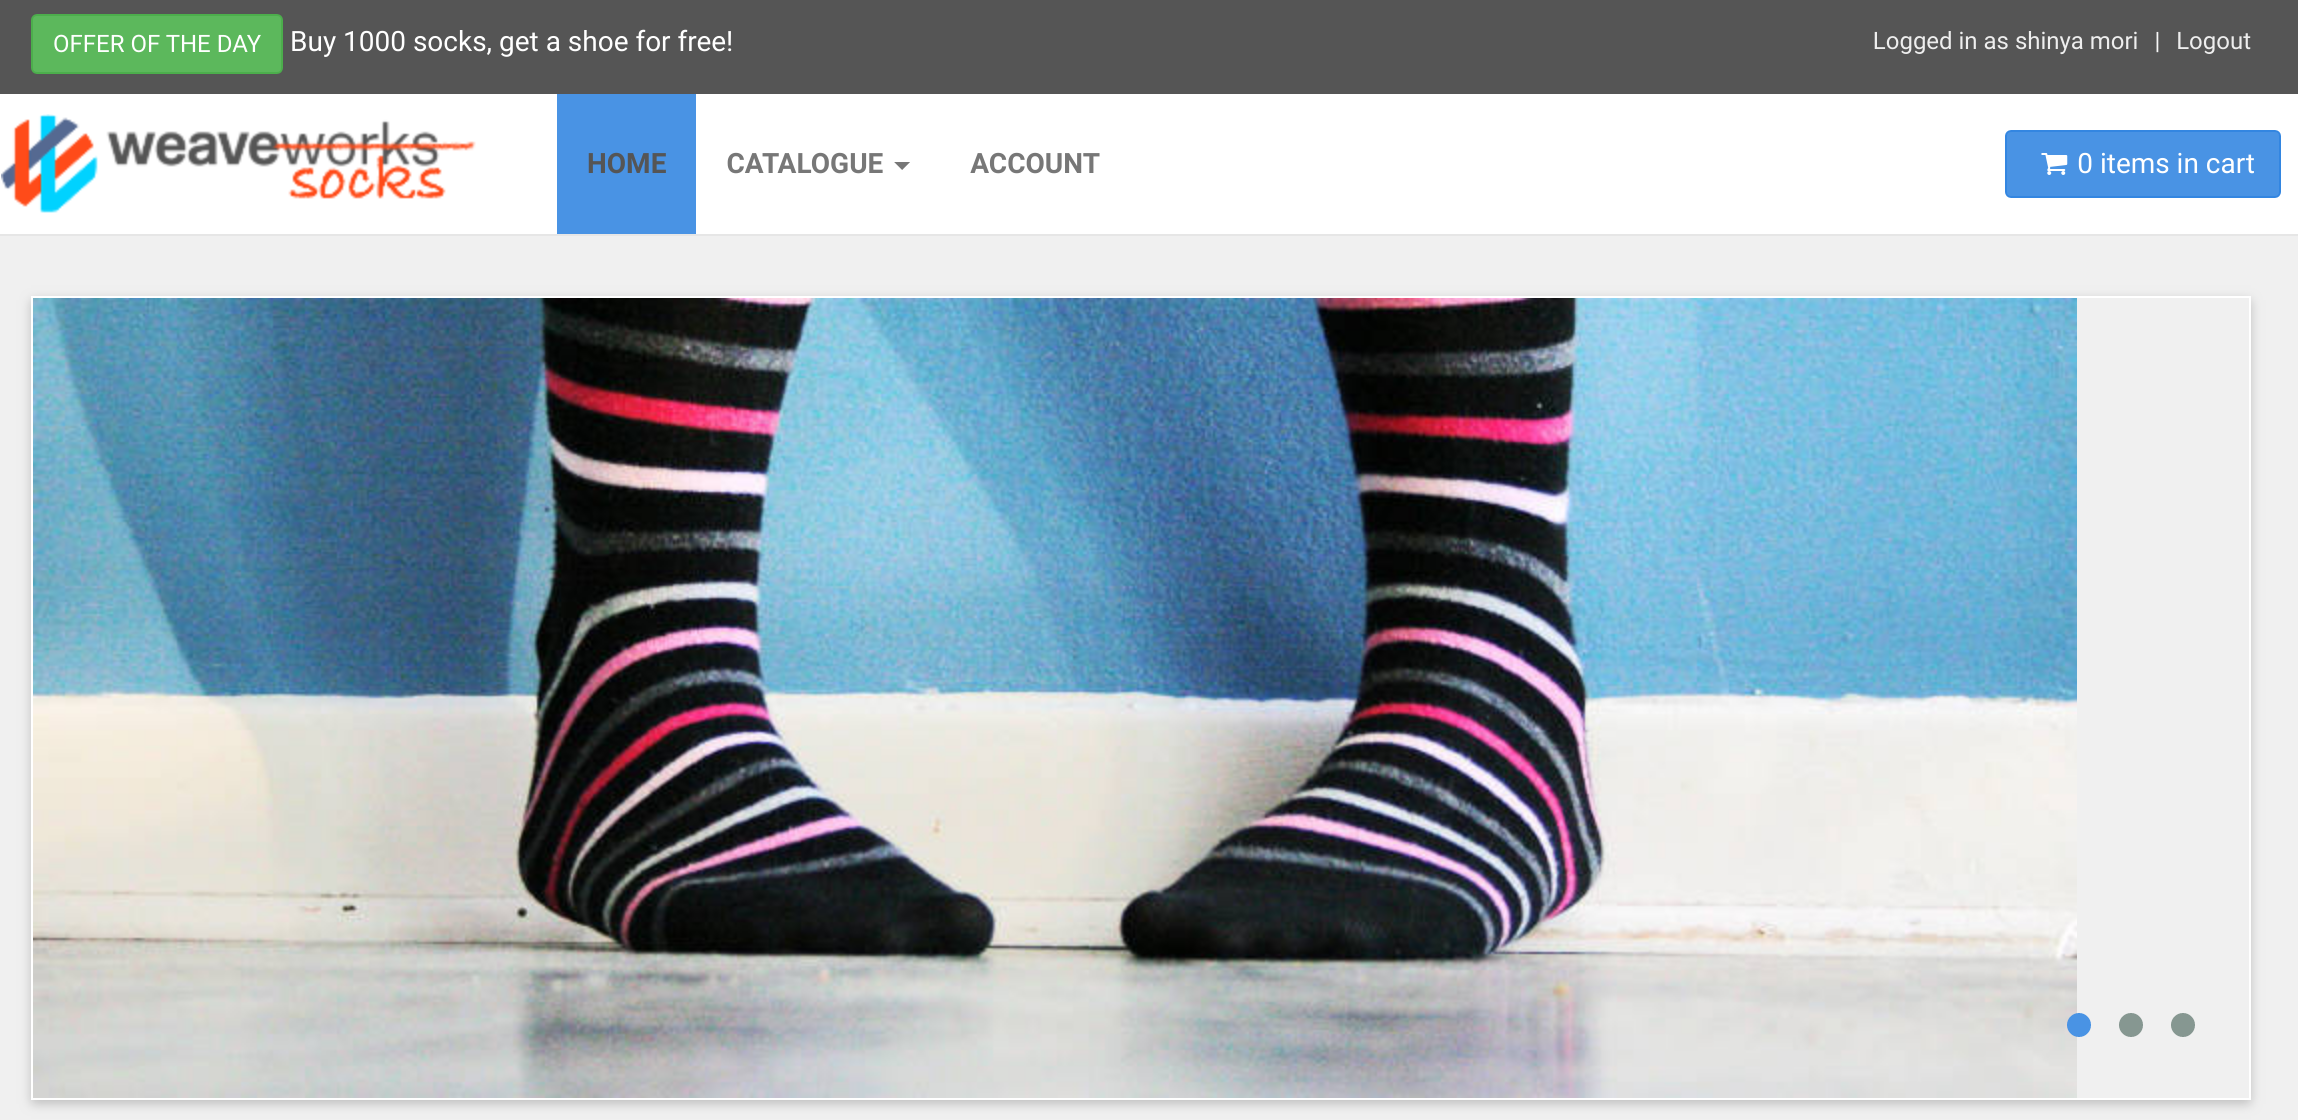 OFFER OF THE DAY Buy 1000 socks, get a shoe for free!
Logged in as shinya mori | Logout
weaveworks
socks
HOME CATALOGUE ACCOUNT
0 items in cart